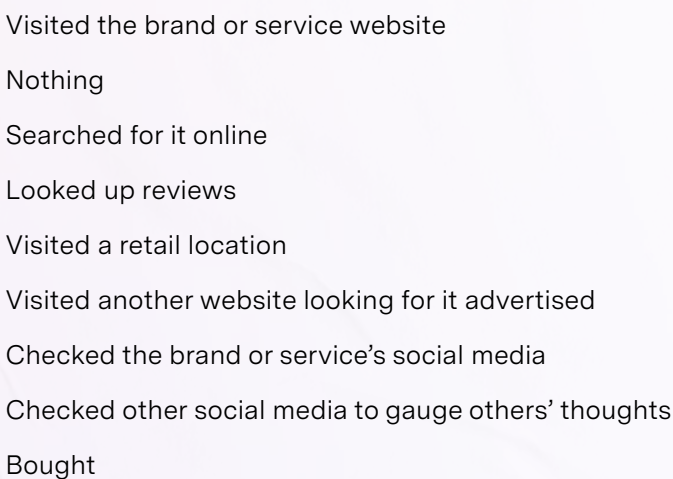 Visited the brand or service website
Nothing
Searched for it online
Looked up reviews
Visited a retail location
Visited another website looking for it advertised
Checked the brand or service’s social media
Checked other social media to gauge others’ thoughts
Bought